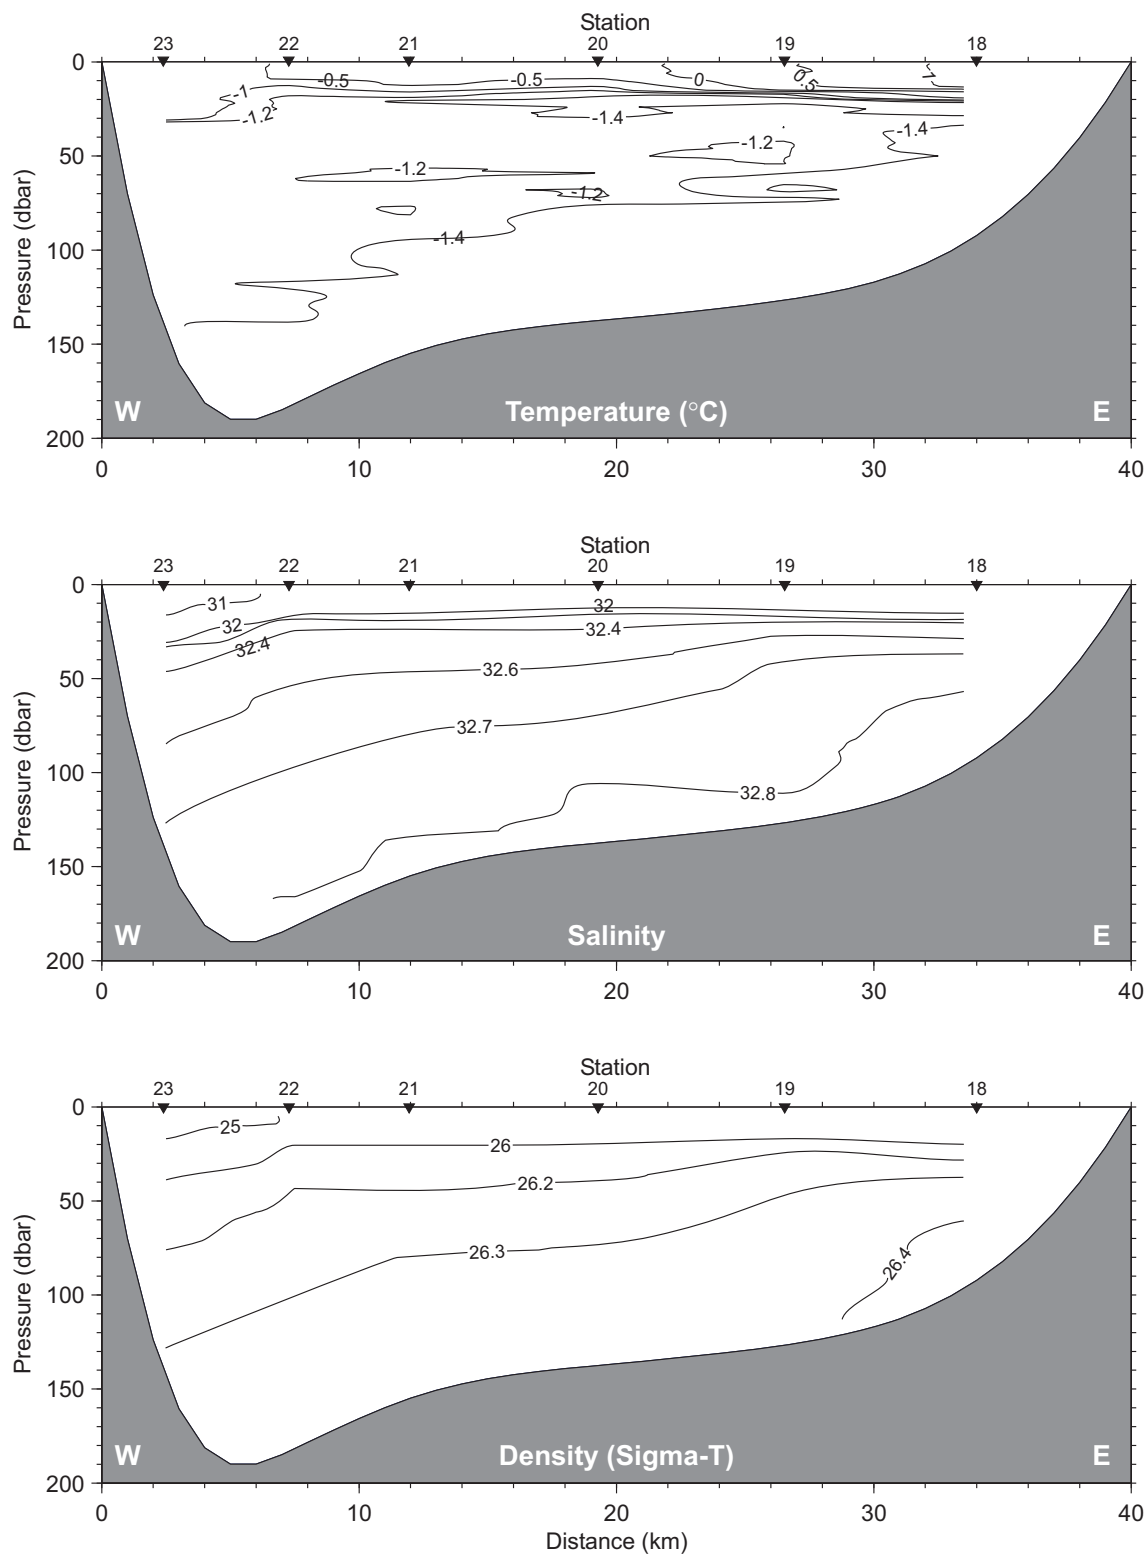 Station
23 22 21 20 19 18
0
50
100
150
200
Pressure (dbar)
-0.5 -0.5 0 0.5 1
-1
-1.2 -1.4 -1.4
-1.2
-1.2
-1.2
-1.4
W Temperature (°C) E
0 10 20 30 40
Station
23 22 21 20 19 18
0
50
100
150
200
Pressure (dbar)
31 32
32 32.4
32.4
32.6
32.7
32.8
W Salinity E
0 10 20 30 40
Station
23 22 21 20 19 18
0
50
100
150
200
Pressure (dbar)
25
26
26.2
26.3
26.4
W Density (Sigma-T) E
0 10 20 30 40
Distance (km)